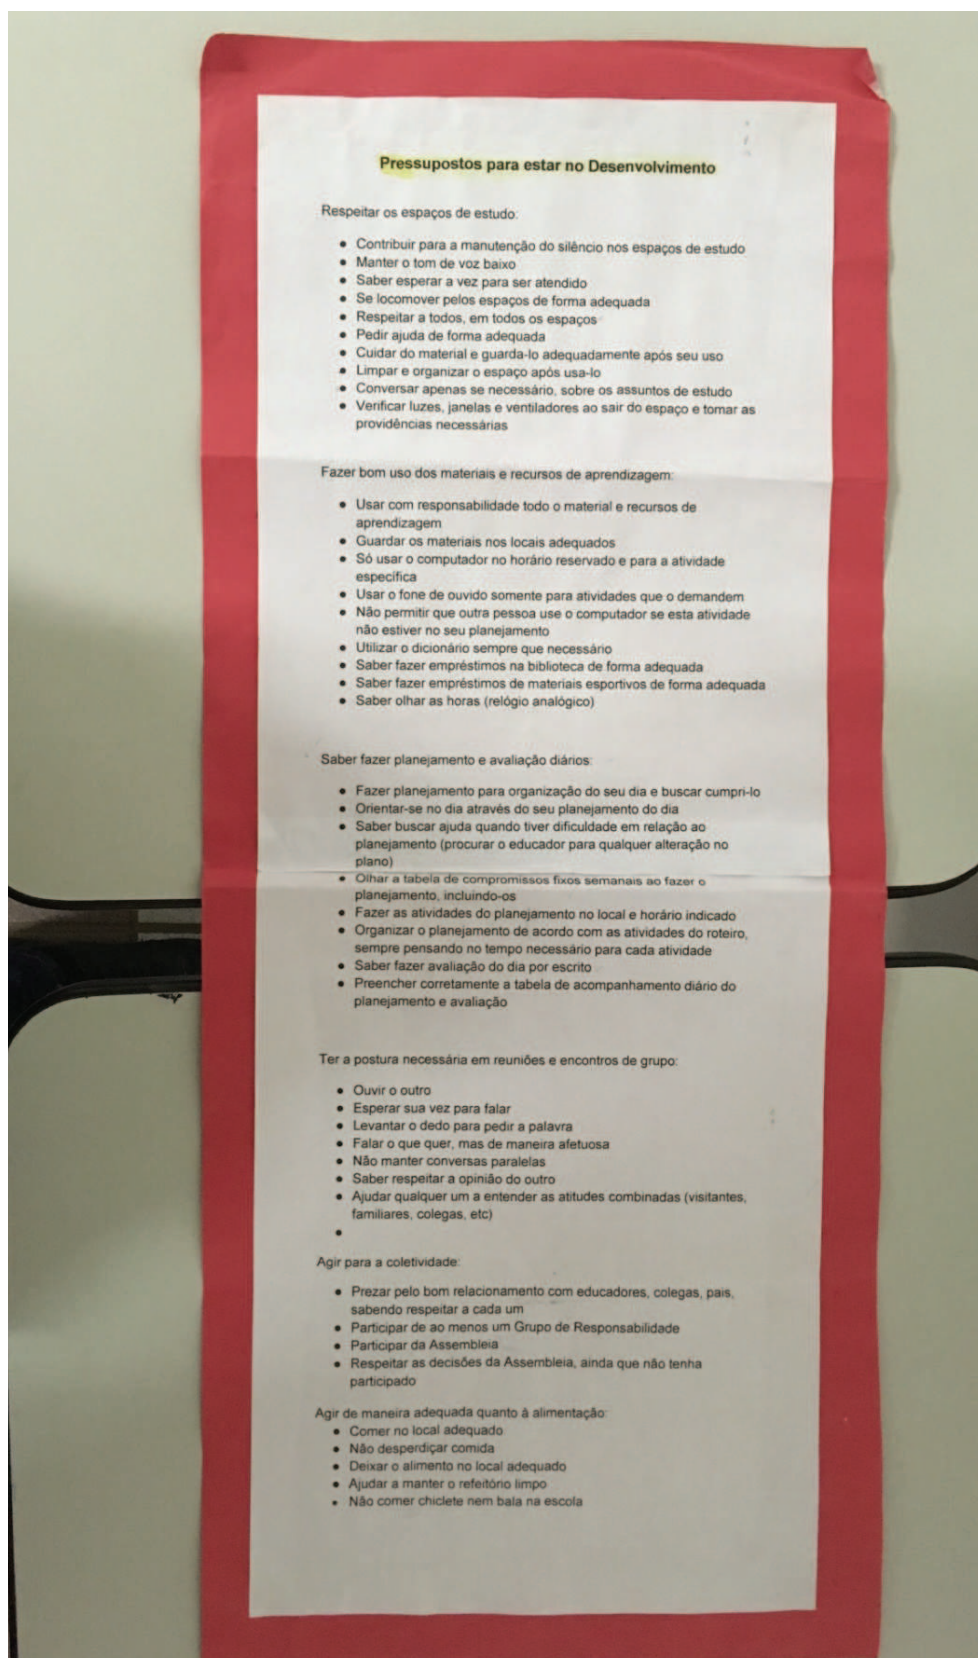 Pressupostos para estar no Desenvolvimento
Respeitar os espaços de estudo:
● Contribuir para a manutenção do silêncio nos espaços de estudo
● Manter o tom de voz baixo
● Saber esperar a vez para ser atendido
● Se locomover pelos espaços de forma adequada
● Respeitar a todos, em todos os espaços
● Pedir ajuda de forma adequada
● Cuidar do material e guarda-lo adequadamente após seu uso
● Limpar e organizar o espaço após usa-lo
● Conversar apenas se necessário, sobre os assuntos de estudo
● Verificar luzes, janelas e ventiladores ao sair do espaço e tomar as
providências necessárias
Fazer bom uso dos materiais e recursos de aprendizagem:
● Usar com responsabilidade todo o material e recursos de
aprendizagem
● Guardar os materiais nos locais adequados
● Só usar o computador no horário reservado e para a atividade
específica
● Usar o fone de ouvido somente para atividades que o demandem
● Não permitir que outra pessoa use o computador se esta atividade
não estiver no seu planejamento
● Utilizar o dicionário sempre que necessário
● Saber fazer empréstimos na biblioteca de forma adequada
● Saber fazer empréstimos de materiais esportivos de forma adequada
● Saber olhar as horas (relógio analógico)
Saber fazer planejamento e avaliação diários:
● Fazer planejamento para organização do seu dia e buscar cumpri-lo
● Orientar-se no dia através do seu planejamento do dia
● Saber buscar ajuda quando tiver dificuldade em relação ao
planejamento (procurar o educador para qualquer alteração no
plano)
● Olhar a tabela de compromissos fixos semanais ao fazer o
planejamento, incluindo-os
● Fazer as atividades do planejamento no local e horário indicado
● Organizar o planejamento de acordo com as atividades do roteiro,
sempre pensando no tempo necessário para cada atividade
● Saber fazer avaliação do dia por escrito
● Preencher corretamente a tabela de acompanhamento diário do
planejamento e avaliação
Ter a postura necessária em reuniões e encontros de grupo:
● Ouvir o outro
● Esperar sua vez para falar
● Levantar o dedo para pedir a palavra
● Falar o que quer, mas de maneira afetuosa
● Não manter conversas paralelas
● Saber respeitar a opinião do outro
● Ajudar qualquer um a entender as atitudes combinadas (visitantes,
familiares, colegas, etc)
●
Agir para a coletividade:
● Prezar pelo bom relacionamento com educadores, colegas, pais,
sabendo respeitar a cada um
● Participar de ao menos um Grupo de Responsabilidade
● Participar da Assembleia
● Respeitar as decisões da Assembleia, ainda que não tenha
participado
Agir de maneira adequada quanto à alimentação:
● Comer no local adequado
● Não desperdiçar comida
● Deixar o alimento no local adequado
● Ajudar a manter o refeitório limpo
● Não comer chiclete nem bala na escola